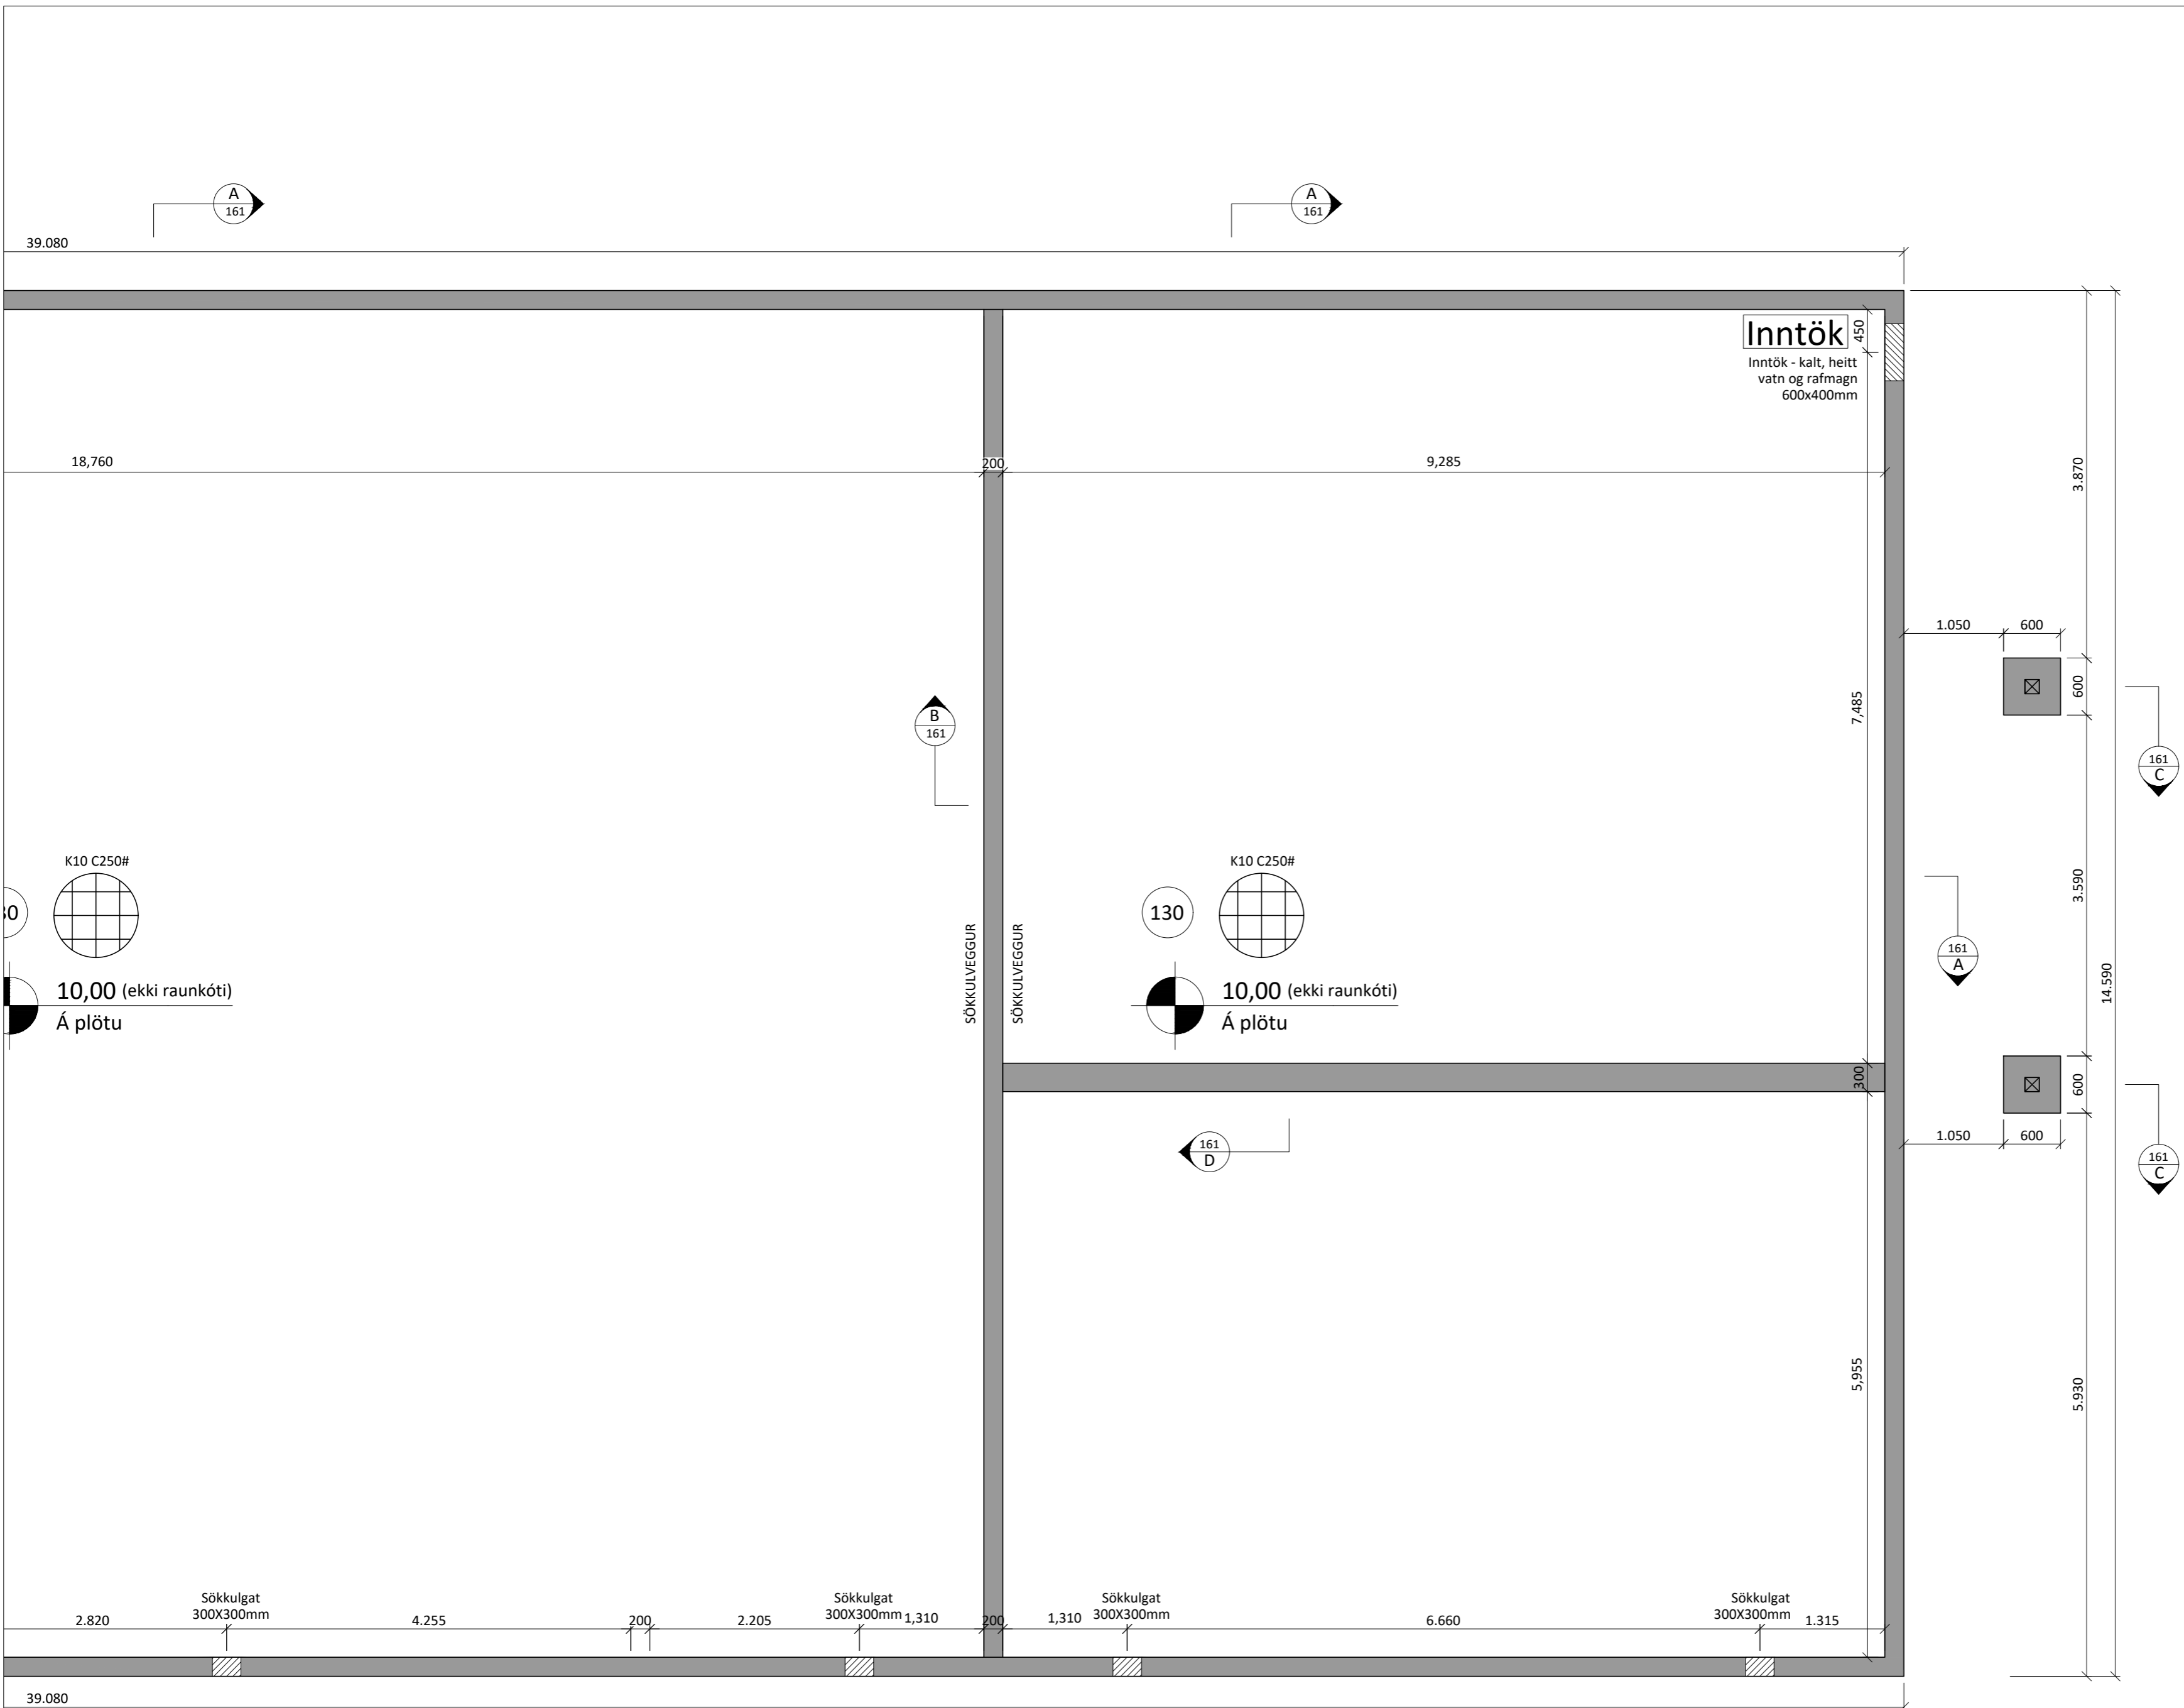 A
161
A
161
39.080
Inntök
450
Inntök - kalt, heitt
vatn og rafmagn
600x400mm
18,760
200
9,285
3.870
1.050
600
600
7,485
B
161
161
C
K10 C250#
K10 C250#
3.590
130
SÖKKULVEGGUR
SÖKKULVEGGUR
161
A
14.590
10,00 (ekki raunkóti)
Á plötu
10,00 (ekki raunkóti)
Á plötu
300
600
1.050
600
161
D
161
C
5,955
5.930
Sökkulgat
300X300mm
Sökkulgat
300X300mm
Sökkulgat
300X300mm
Sökkulgat
300X300mm
2.820
4.255
200
2.205
1,310
200
1,310
6.660
1.315
39.080